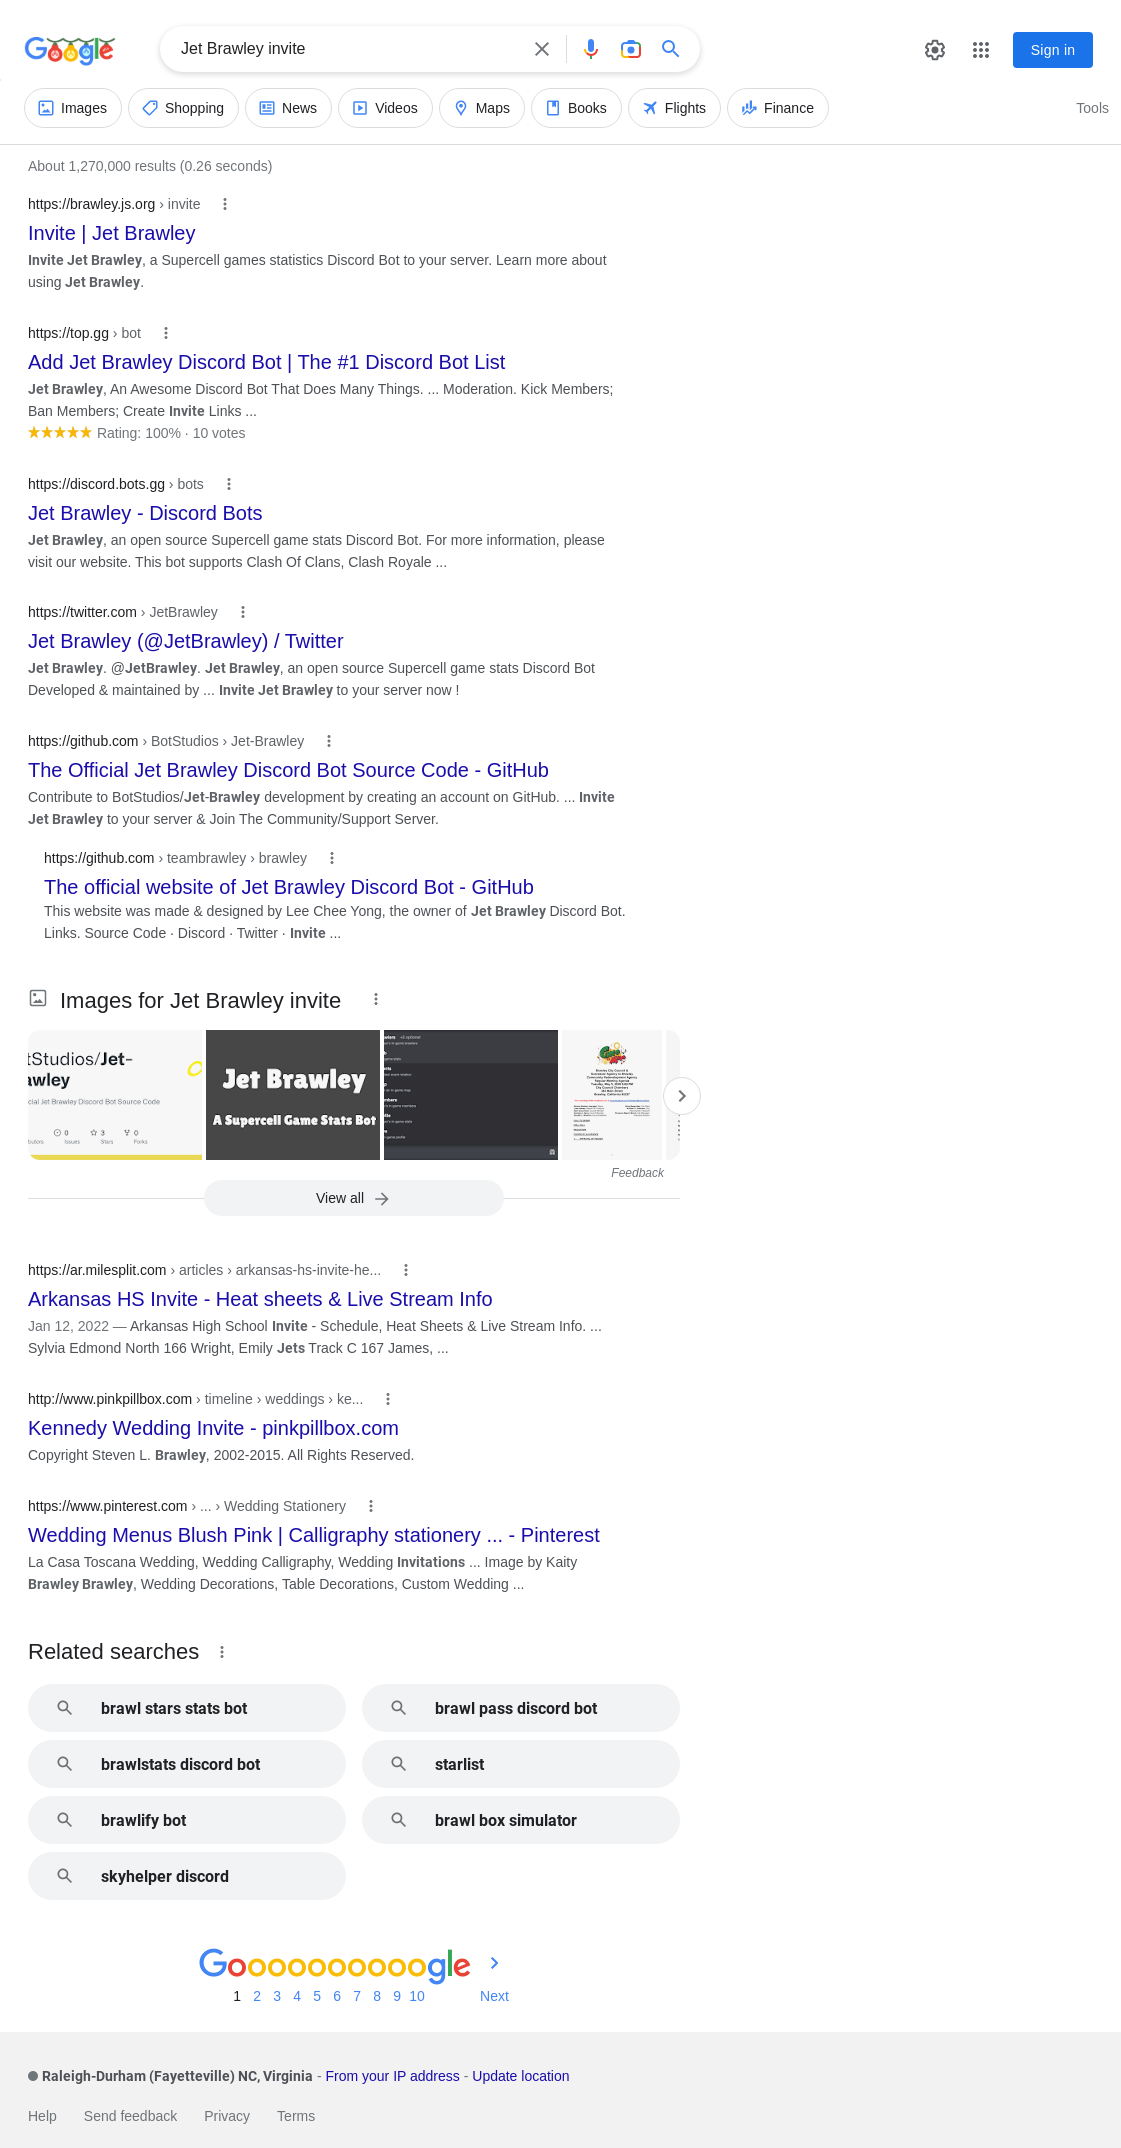 Google
Jet Brawley invite
Sign in
Images
Shopping
News
Videos
Maps
Books
Flights
Finance
Tools
About 1,270,000 results (0.26 seconds)
https://brawley.js.org › invite
Invite | Jet Brawley
Invite Jet Brawley, a Supercell games statistics Discord Bot to your server. Learn more about
using Jet Brawley.
https://top.gg › bot
Add Jet Brawley Discord Bot | The #1 Discord Bot List
Jet Brawley, An Awesome Discord Bot That Does Many Things. ... Moderation. Kick Members;
Ban Members; Create Invite Links ...
Rating: 100% · 10 votes
https://discord.bots.gg › bots
Jet Brawley - Discord Bots
Jet Brawley, an open source Supercell game stats Discord Bot. For more information, please
visit our website. This bot supports Clash Of Clans, Clash Royale ...
https://twitter.com › JetBrawley
Jet Brawley (@JetBrawley) / Twitter
Jet Brawley. @JetBrawley. Jet Brawley, an open source Supercell game stats Discord Bot
Developed & maintained by ... Invite Jet Brawley to your server now !
https://github.com › BotStudios › Jet-Brawley
The Official Jet Brawley Discord Bot Source Code - GitHub
Contribute to BotStudios/Jet-Brawley development by creating an account on GitHub. ... Invite
Jet Brawley to your server & Join The Community/Support Server.
https://github.com › teambrawley › brawley
The official website of Jet Brawley Discord Bot - GitHub
This website was made & designed by Lee Chee Yong, the owner of Jet Brawley Discord Bot.
Links. Source Code · Discord · Twitter · Invite ...
Images for Jet Brawley invite
tStudios/Jet-
awley
cial Jet Brawley Discord Bot Source Code
0
3
0
Issues
Stars
Forks
Jet Brawley
A Supercell Game Stats Bot
Feedback
View all
https://ar.milesplit.com › articles › arkansas-hs-invite-he...
Arkansas HS Invite - Heat sheets & Live Stream Info
Jan 12, 2022 — Arkansas High School Invite - Schedule, Heat Sheets & Live Stream Info. ...
Sylvia Edmond North 166 Wright, Emily Jets Track C 167 James, ...
http://www.pinkpillbox.com › timeline › weddings › ke...
Kennedy Wedding Invite - pinkpillbox.com
Copyright Steven L. Brawley, 2002-2015. All Rights Reserved.
https://www.pinterest.com › ... › Wedding Stationery
Wedding Menus Blush Pink | Calligraphy stationery ... - Pinterest
La Casa Toscana Wedding, Wedding Calligraphy, Wedding Invitations ... Image by Kaity
Brawley Brawley, Wedding Decorations, Table Decorations, Custom Wedding ...
Related searches
brawl stars stats bot
brawl pass discord bot
brawlstats discord bot
starlist
brawlify bot
brawl box simulator
skyhelper discord
Goooooooooogle
1 2 3 4 5 6 7 8 9 10 Next
Raleigh-Durham (Fayetteville) NC, Virginia - From your IP address - Update location
Help Send feedback Privacy Terms